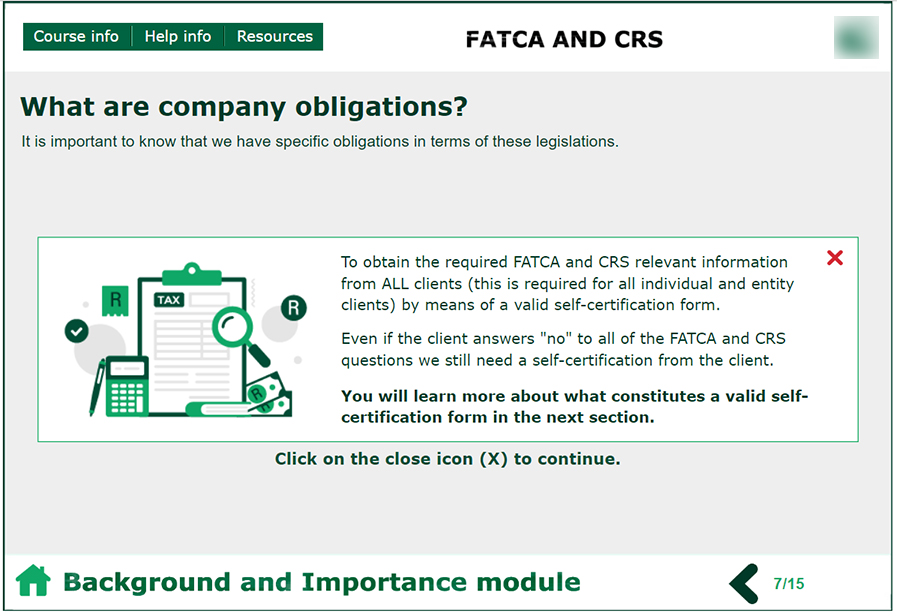 Course info Help info Resources
FATCA AND CRS
What are company obligations?
It is important to know that we have specific obligations in terms of these legislations.
R
TAX
R
To obtain the required FATCA and CRS relevant information
from ALL clients (this is required for all individual and entity
clients) by means of a valid self-certification form.
Even if the client answers "no" to all of the FATCA and CRS
questions we still need a self-certification from the client.
You will learn more about what constitutes a valid self-
certification form in the next section.
R
R
Click on the close icon (X) to continue.
Background and Importance module
7/15